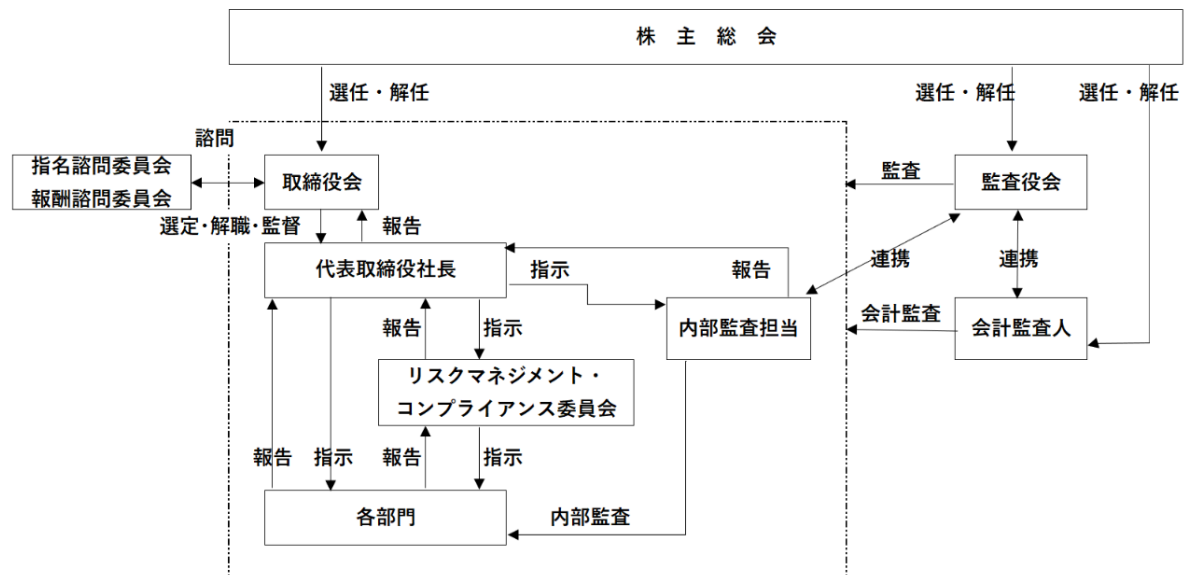 株 主 総 会
選任・解任
選任・解任
選任・解任
諮問
指名諮問委員会
報酬諮問委員会
取締役会
監査
監査役会
選定・解職・監督
報告
代表取締役社長
指示
報告
連携
連携
報告
指示
内部監査担当
会計監査
会計監査人
リスクマネジメント・
コンプライアンス委員会
報告
指示
報告
指示
各部門
内部監査